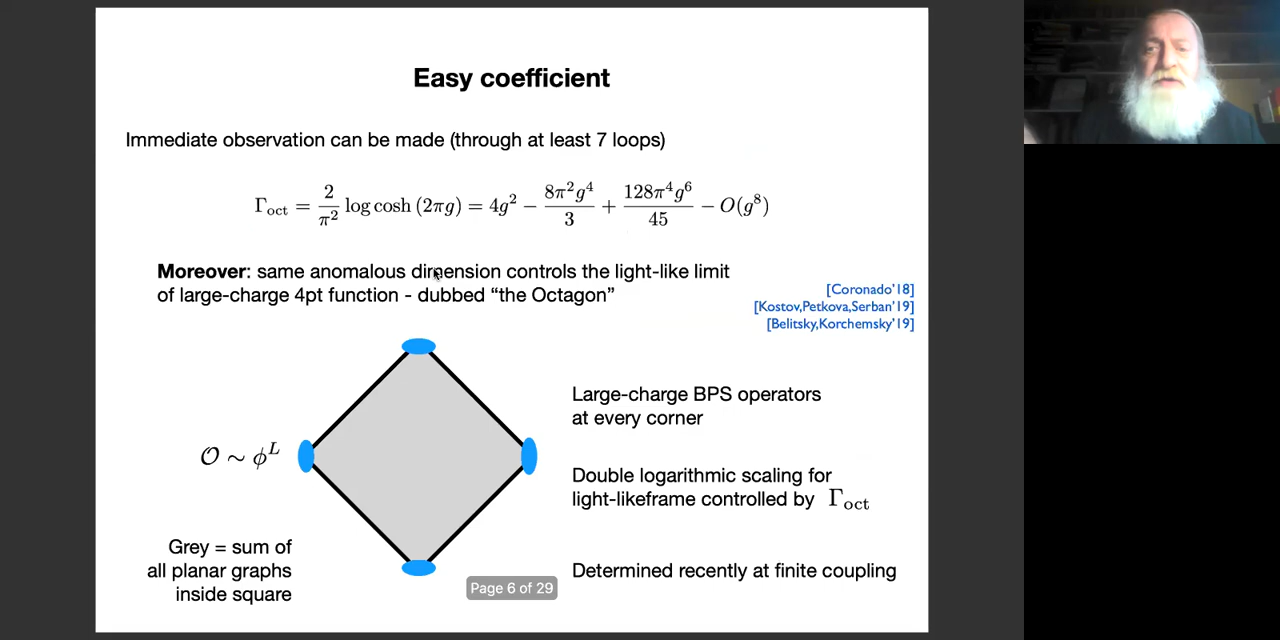 Easy coefficient
Immediate observation can be made (through at least 7 loops)
Γ_oct = 2/π² log cosh (2πg) = 4g² − 8π²g⁴/3 + 128π⁴g⁶/45 − O(g⁸)
Moreover: same anomalous dimension controls the light-like limit
of large-charge 4pt function - dubbed “the Octagon”
[Coronado’18]
[Kostov,Petkova,Serban’19]
[Belitsky,Korchemsky’19]
Large-charge BPS operators
at every corner
𝒪 ∼ ϕ^L
Double logarithmic scaling for
light-likeframe controlled by Γ_oct
Grey = sum of
all planar graphs
inside square
Determined recently at finite coupling
Page 6 of 29